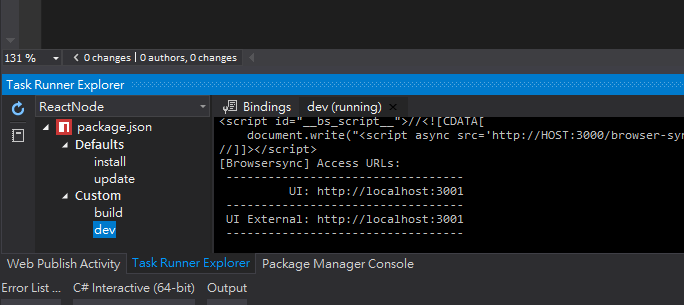 131 %
0 changes | 0 authors, 0 changes
Task Runner Explorer
ReactNode
Bindings
dev (running)
package.json
Defaults
install
update
Custom
build
dev
<script id="__bs_script__">//<![CDATA[
document.write("<script async src='http://HOST:3000/browser-sy
//]]></script>
[Browsersync] Access URLs:
----------------------------------
UI: http://localhost:3001
----------------------------------
UI External: http://localhost:3001
----------------------------------
Web Publish Activity
Task Runner Explorer
Package Manager Console
Error List ...
C# Interactive (64-bit)
Output